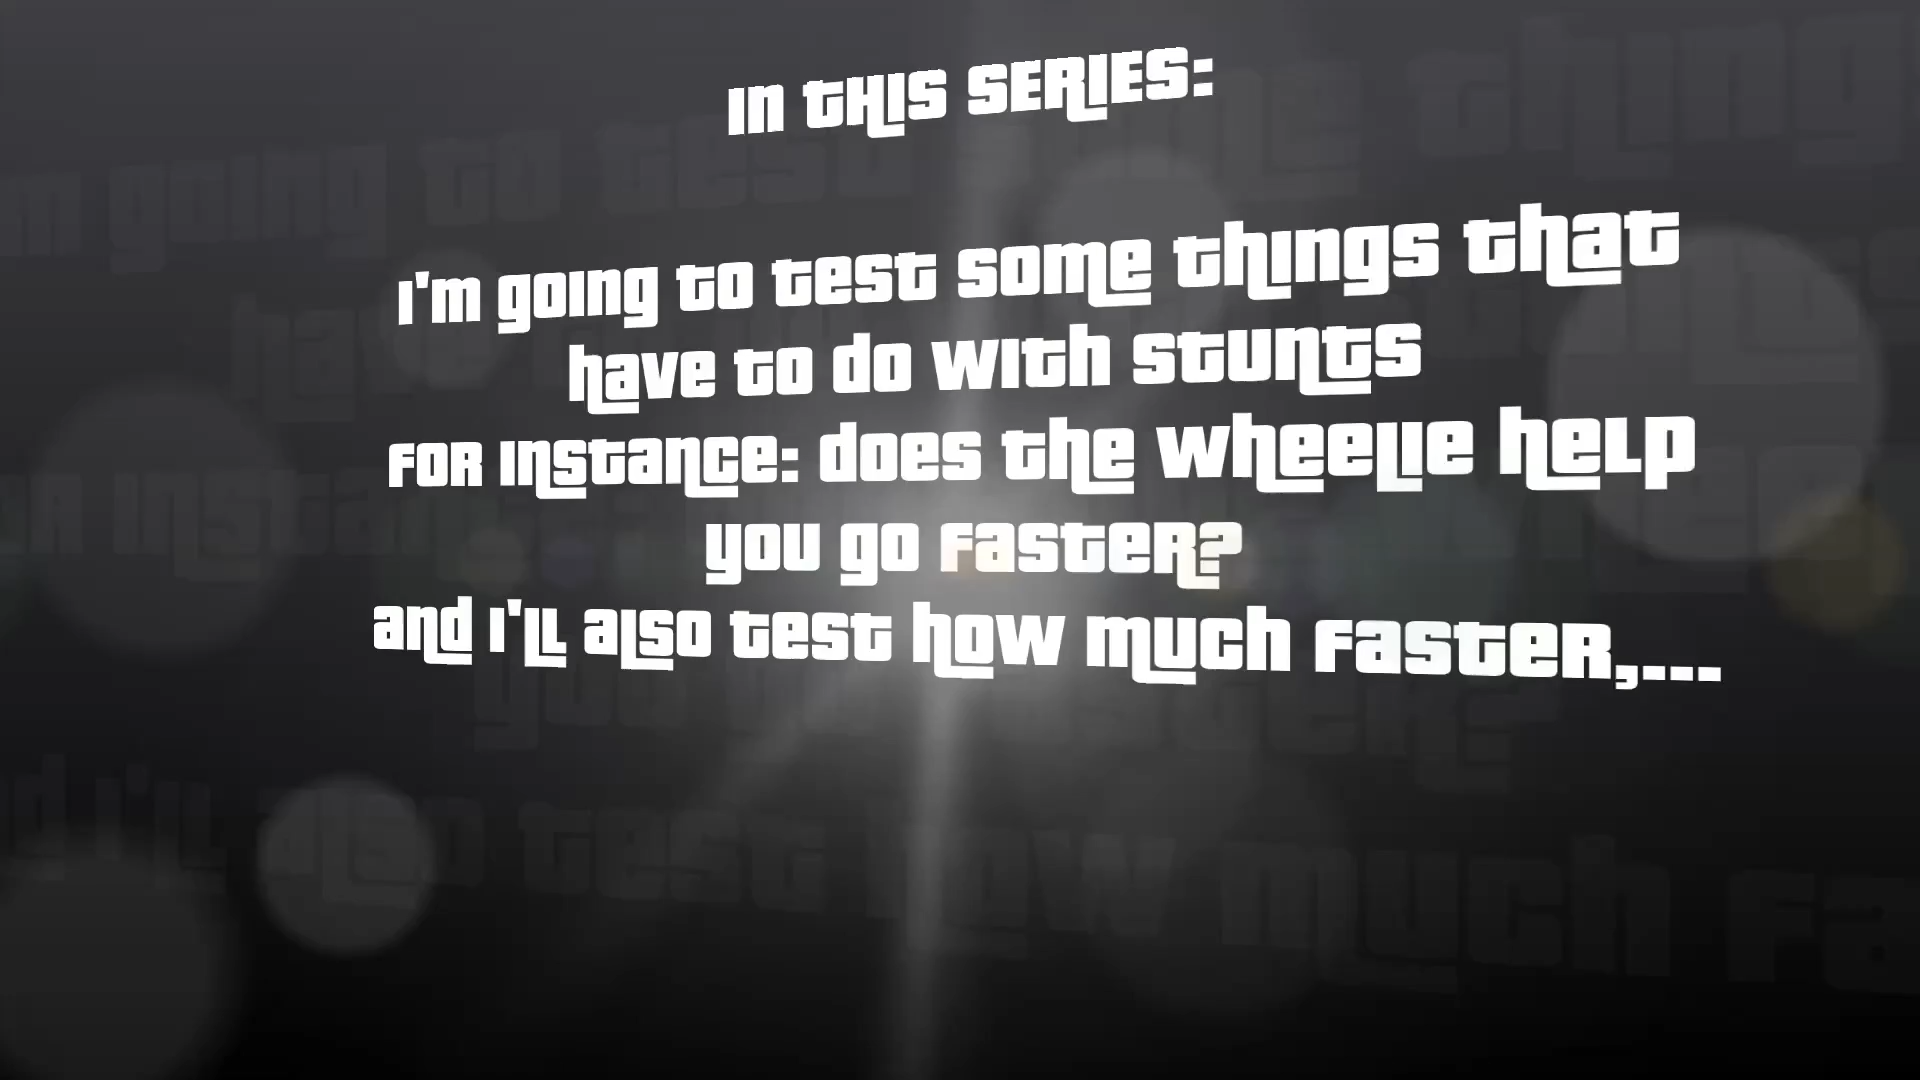 In this series:
I'm going to test some things that
have to do with stunts
For instance: does the wheelie help
you go faster?
and I'll also test how much faster,...